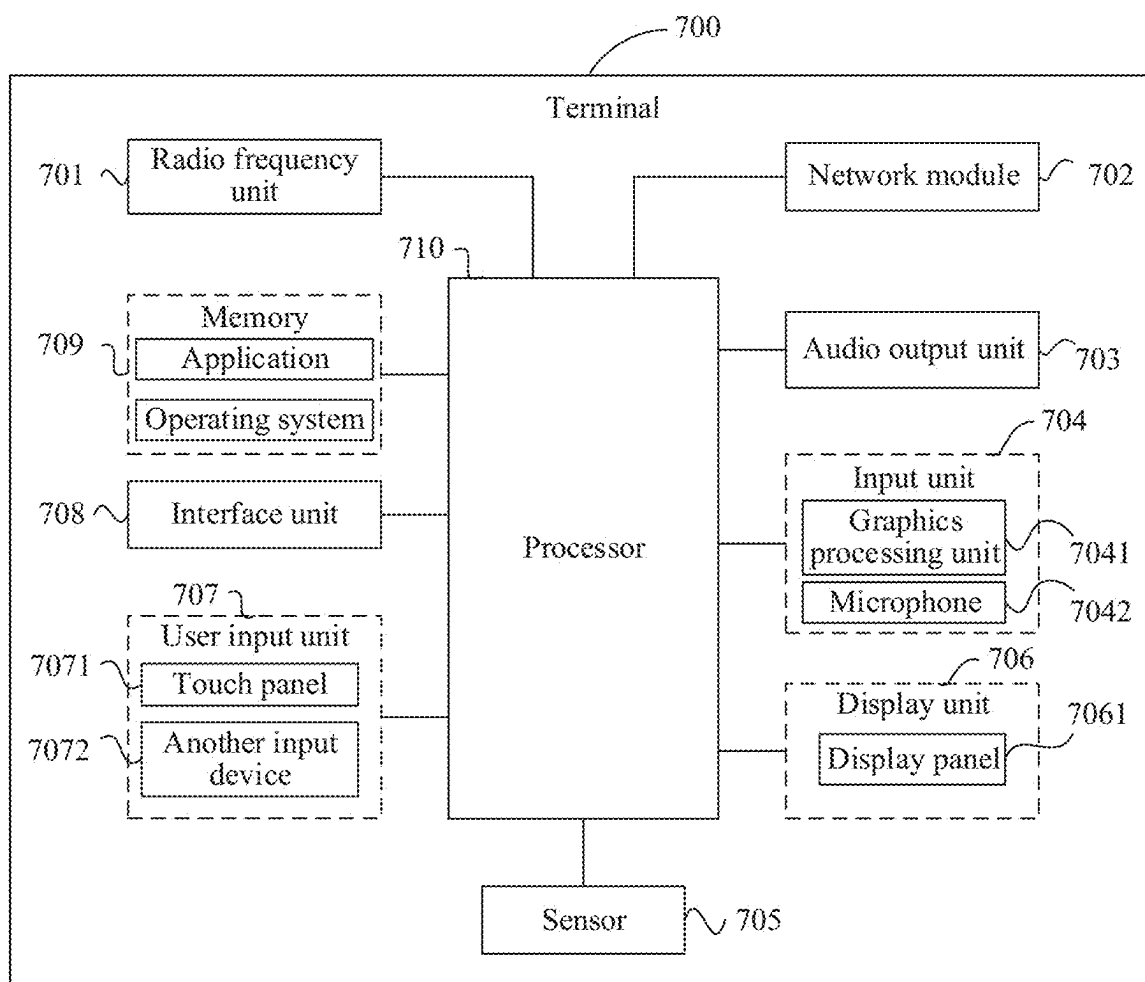 700
Terminal
701
Radio frequency
unit
Network module
702
710
709
Memory
Application
Operating system
Audio output unit
703
704
Input unit
Graphics
processing unit
7041
Microphone
7042
708
Interface unit
Processor
707
User input unit
7071
Touch panel
7072
Another input
device
706
Display unit
7061
Display panel
Sensor
705